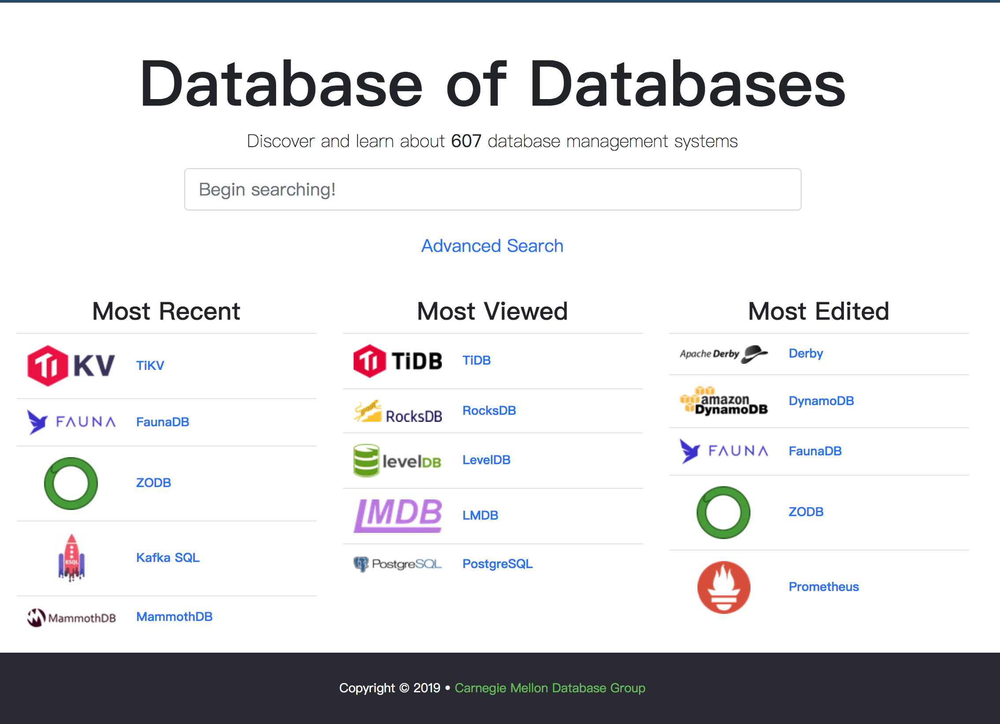 Database of Databases
Discover and learn about 607 database management systems
Begin searching!
Advanced Search
Most Recent
KV TiKV
FAUNA FaunaDB
ZODB
KSQL Kafka SQL
MammothDB MammothDB
Most Viewed
TiDB TiDB
RocksDB RocksDB
levelDB LevelDB
LMDB LMDB
PostgreSQL PostgreSQL
Most Edited
Apache Derby Derby
amazon
DynamoDB DynamoDB
FAUNA FaunaDB
ZODB
Prometheus
Copyright © 2019 • Carnegie Mellon Database Group